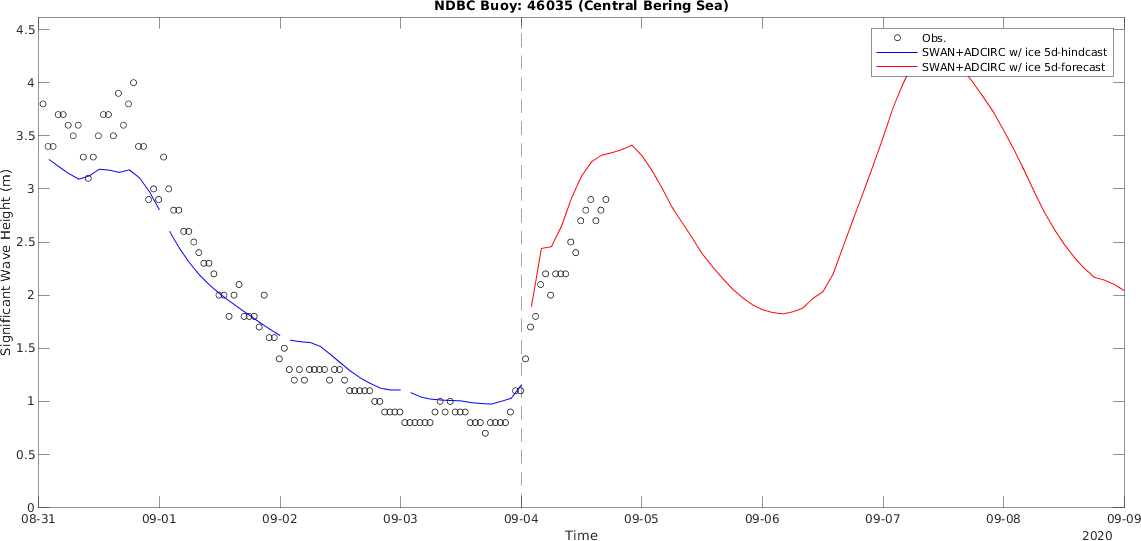 NDBC Buoy: 46035 (Central Bering Sea)
Obs.
SWAN+ADCIRC w/ ice 5d-hindcast
SWAN+ADCIRC w/ ice 5d-forecast
Significant Wave Height (m)
4.5
4
3.5
3
2.5
2
1.5
1
0.5
0
08-31 09-01 09-02 09-03 09-04 09-05 09-06 09-07 09-08 09-09
Time
2020